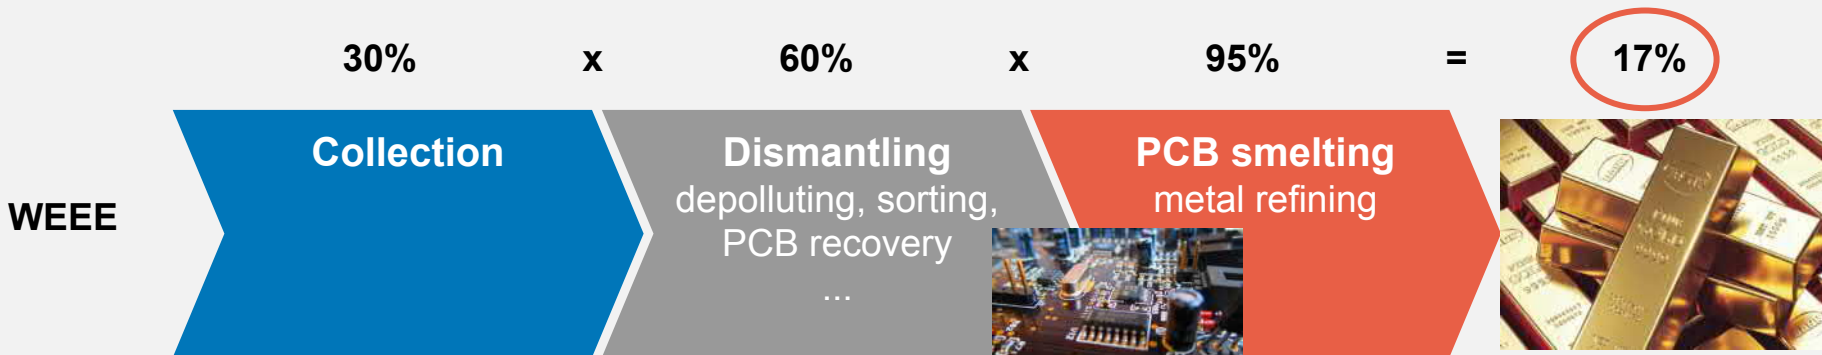 30% x 60% x 95% = 17%
Collection
Dismantling
depolluting, sorting,
PCB recovery
...
PCB smelting
metal refining
WEEE